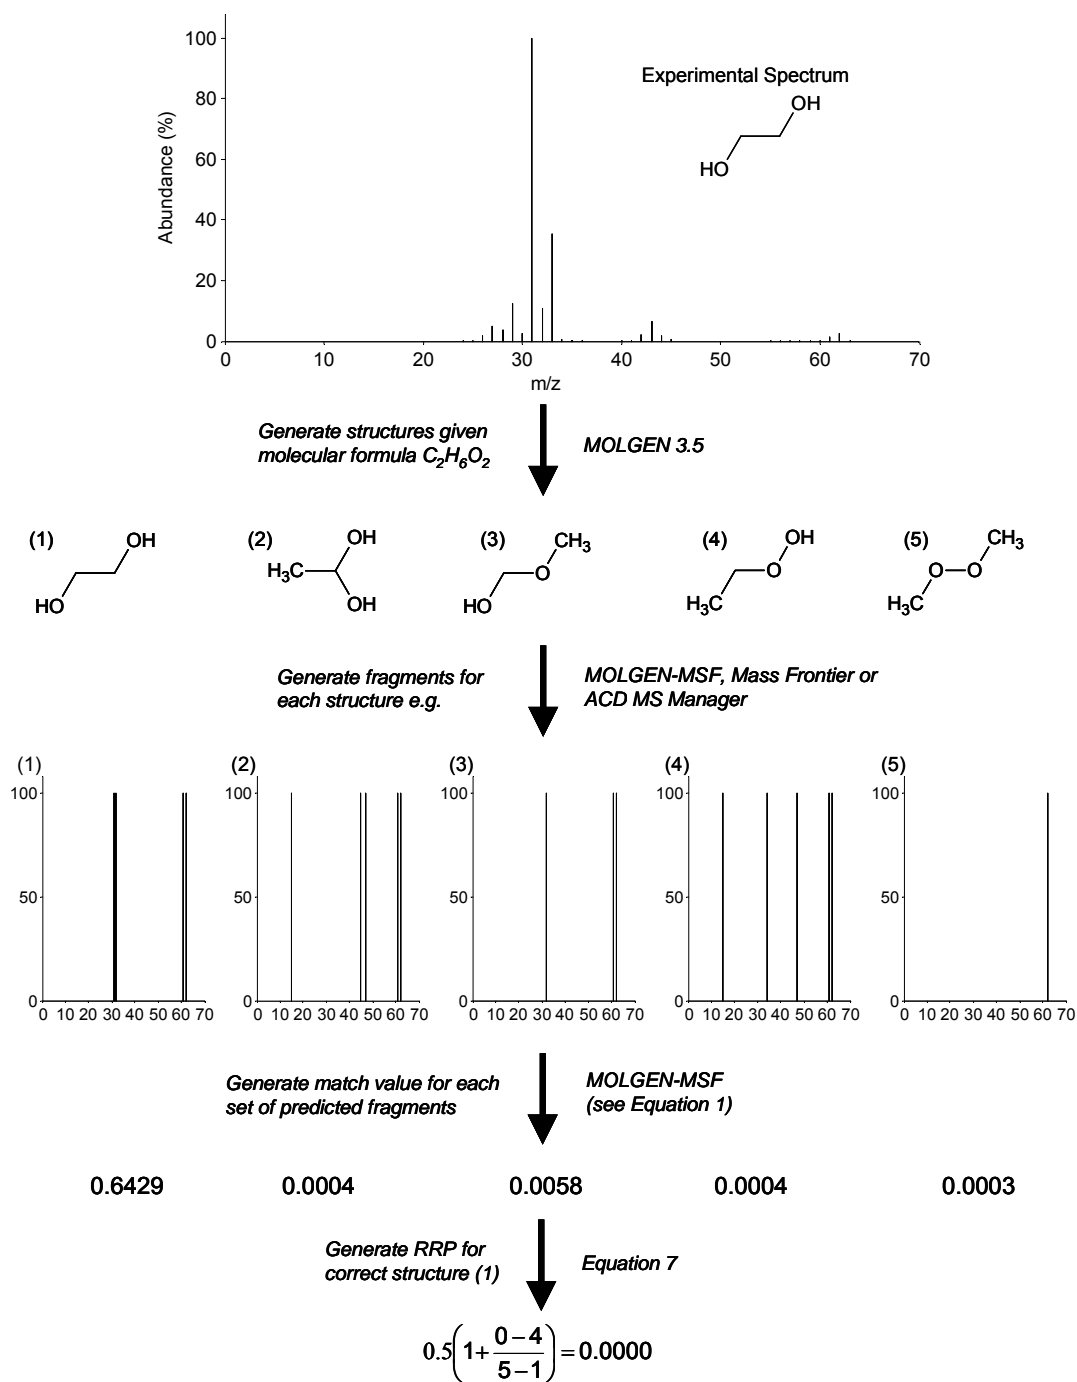 Experimental Spectrum
OH
HO
Abundance (%)
100
80
60
40
20
0
0 10 20 30 40 50 60 70
m/z
Generate structures given MOLGEN 3.5
molecular formula C2H6O2
(1) (2) (3) (4) (5)
OH OH CH3 OH CH3
H3C O O O O
HO OH HO H3C H3C
Generate fragments for MOLGEN-MSF, Mass Frontier or
each structure e.g. ACD MS Manager
(1) (2) (3) (4) (5)
100 100 100 100 100
50 50 50 50 50
0 0 0 0 0
0 10 20 30 40 50 60 70 0 10 20 30 40 50 60 70 0 10 20 30 40 50 60 70 0 10 20 30 40 50 60 70 0 10 20 30 40 50 60 70
Generate match value for each MOLGEN-MSF
set of predicted fragments (see Equation 1)
0.6429 0.0004 0.0058 0.0004 0.0003
Generate RRP for Equation 7
correct structure (1)
0.5(1+(0−4)/(5−1))=0.0000